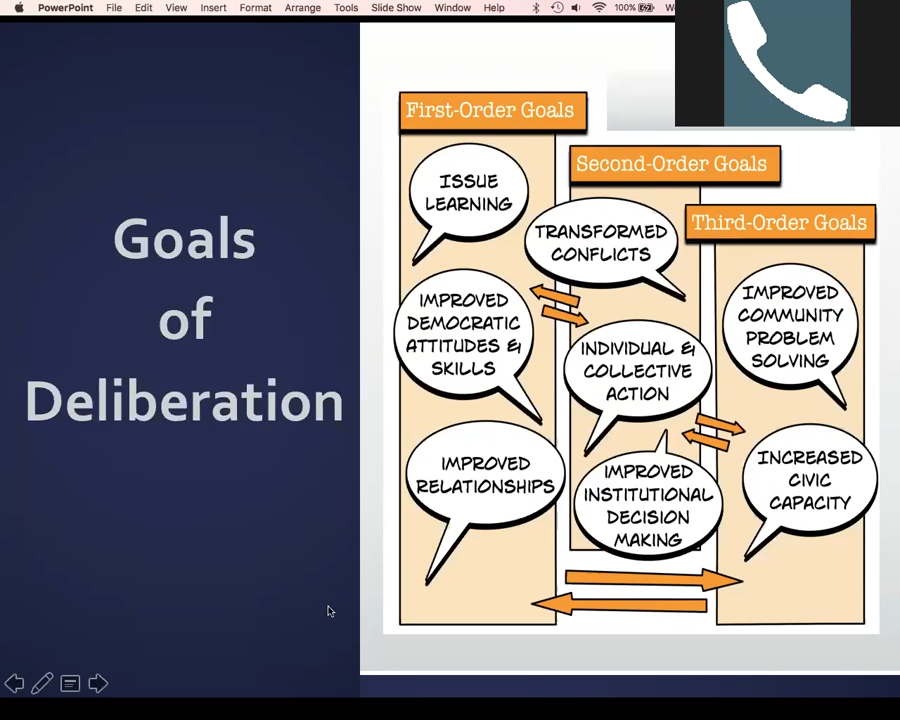 PowerPoint File Edit View Insert Format Arrange Tools Slide Show Window Help 100%
Goals
of
Deliberation
First-Order Goals
ISSUE
LEARNING
IMPROVED
DEMOCRATIC
ATTITUDES &
SKILLS
IMPROVED
RELATIONSHIPS
Second-Order Goals
TRANSFORMED
CONFLICTS
INDIVIDUAL &
COLLECTIVE
ACTION
IMPROVED
INSTITUTIONAL
DECISION
MAKING
Third-Order Goals
IMPROVED
COMMUNITY
PROBLEM
SOLVING
INCREASED
CIVIC
CAPACITY